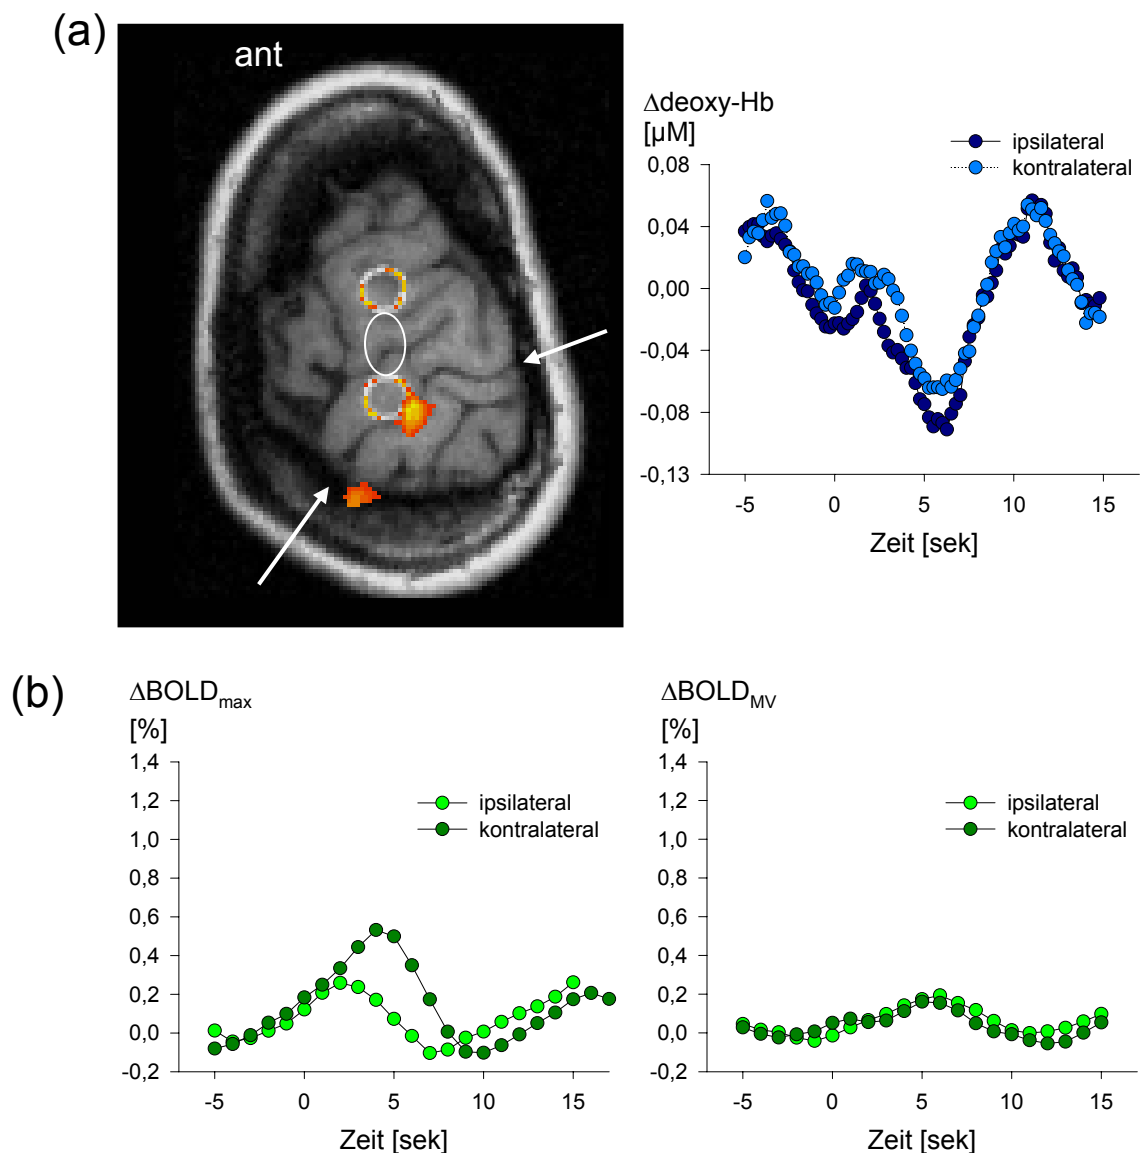 (a)
ant
Δdeoxy-Hb
[µM]
ipsilateral
kontralateral
0,08
0,04
0,00
-0,04
-0,08
-0,13
-5 0 5 10 15
Zeit [sek]
(b)
ΔBOLDmax
[%]
1,4
1,2
1,0
0,8
0,6
0,4
0,2
0,0
-0,2
ipsilateral
kontralateral
-5 0 5 10 15
Zeit [sek]
ΔBOLDMV
[%]
1,4
1,2
1,0
0,8
0,6
0,4
0,2
0,0
-0,2
ipsilateral
kontralateral
-5 0 5 10 15
Zeit [sek]